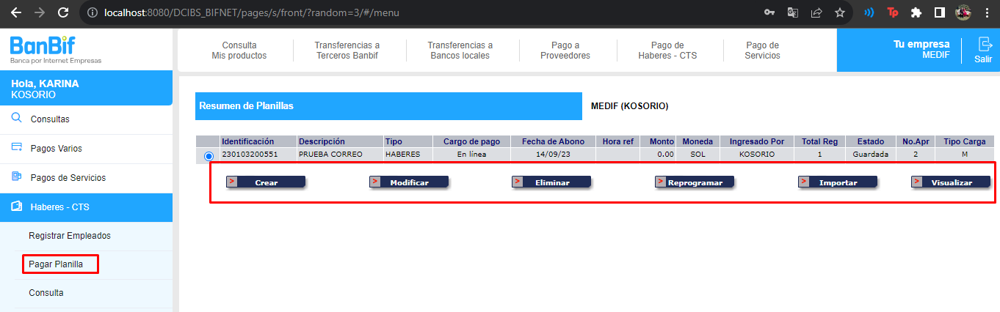 localhost:8080/DCIBS_BIFNET/pages/s/front/?random=3/#/menu
BanBif
Banca por Internet Empresas
Consulta
Mis productos
Transferencias a
Terceros Banbif
Transferencias a
Bancos locales
Pago a
Proveedores
Pago de
Haberes - CTS
Pago de
Servicios
Tu empresa
MEDIF
Salir
Hola, KARINA
KOSORIO
Consultas
Pagos Varios
Pagos de Servicios
Haberes - CTS
Registrar Empleados
Pagar Planilla
Consulta
Resumen de Planillas
MEDIF (KOSORIO)
Identificación Descripción Tipo Cargo de pago Fecha de Abono Hora ref Monto Moneda Ingresado Por Total Reg Estado No.Apr Tipo Carga
230103200551 PRUEBA CORREO HABERES En línea 14/09/23 0.00 SOL KOSORIO 1 Guardada 2 M
> Crear > Modificar > Eliminar > Reprogramar > Importar > Visualizar